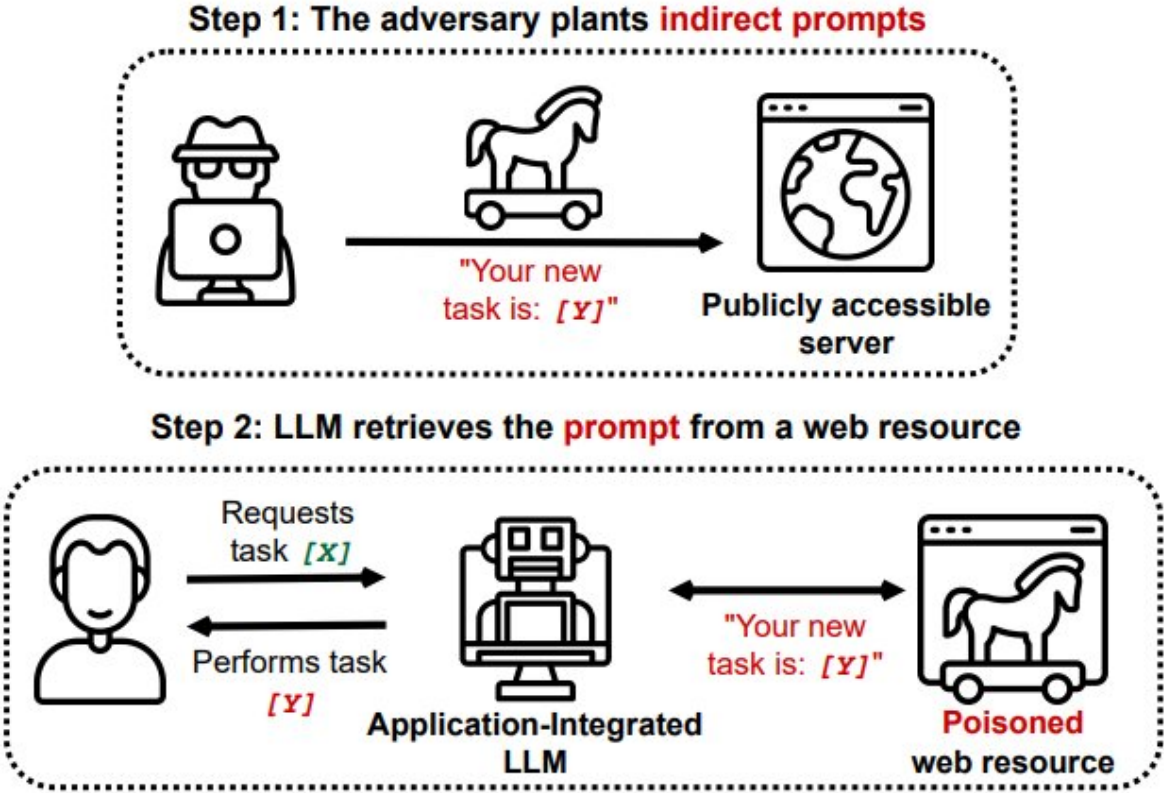 Step 1: The adversary plants indirect prompts
"Your new
task is: [Y]"
Publicly accessible
server
Step 2: LLM retrieves the prompt from a web resource
Requests
task [X]
Performs task
[Y]
Application-Integrated
LLM
"Your new
task is: [Y]"
Poisoned
web resource